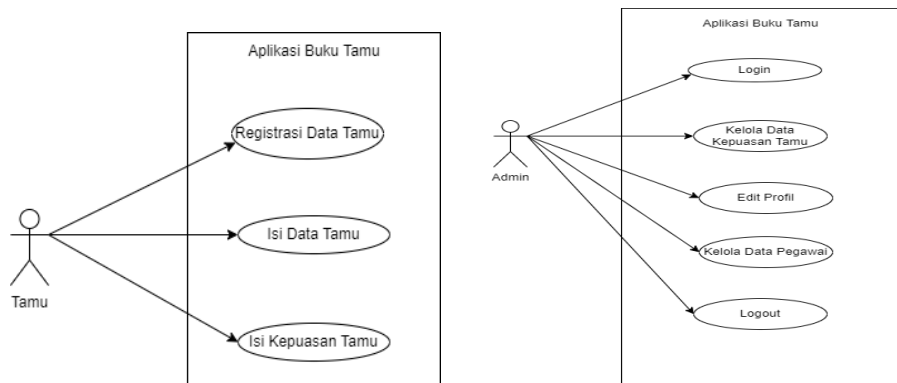 Aplikasi Buku Tamu
Registrasi Data Tamu
Isi Data Tamu
Tamu
Isi Kepuasan Tamu
Aplikasi Buku Tamu
Login
Kelola Data
Kepuasan Tamu
Admin
Edit Profil
Kelola Data Pegawai
Logout